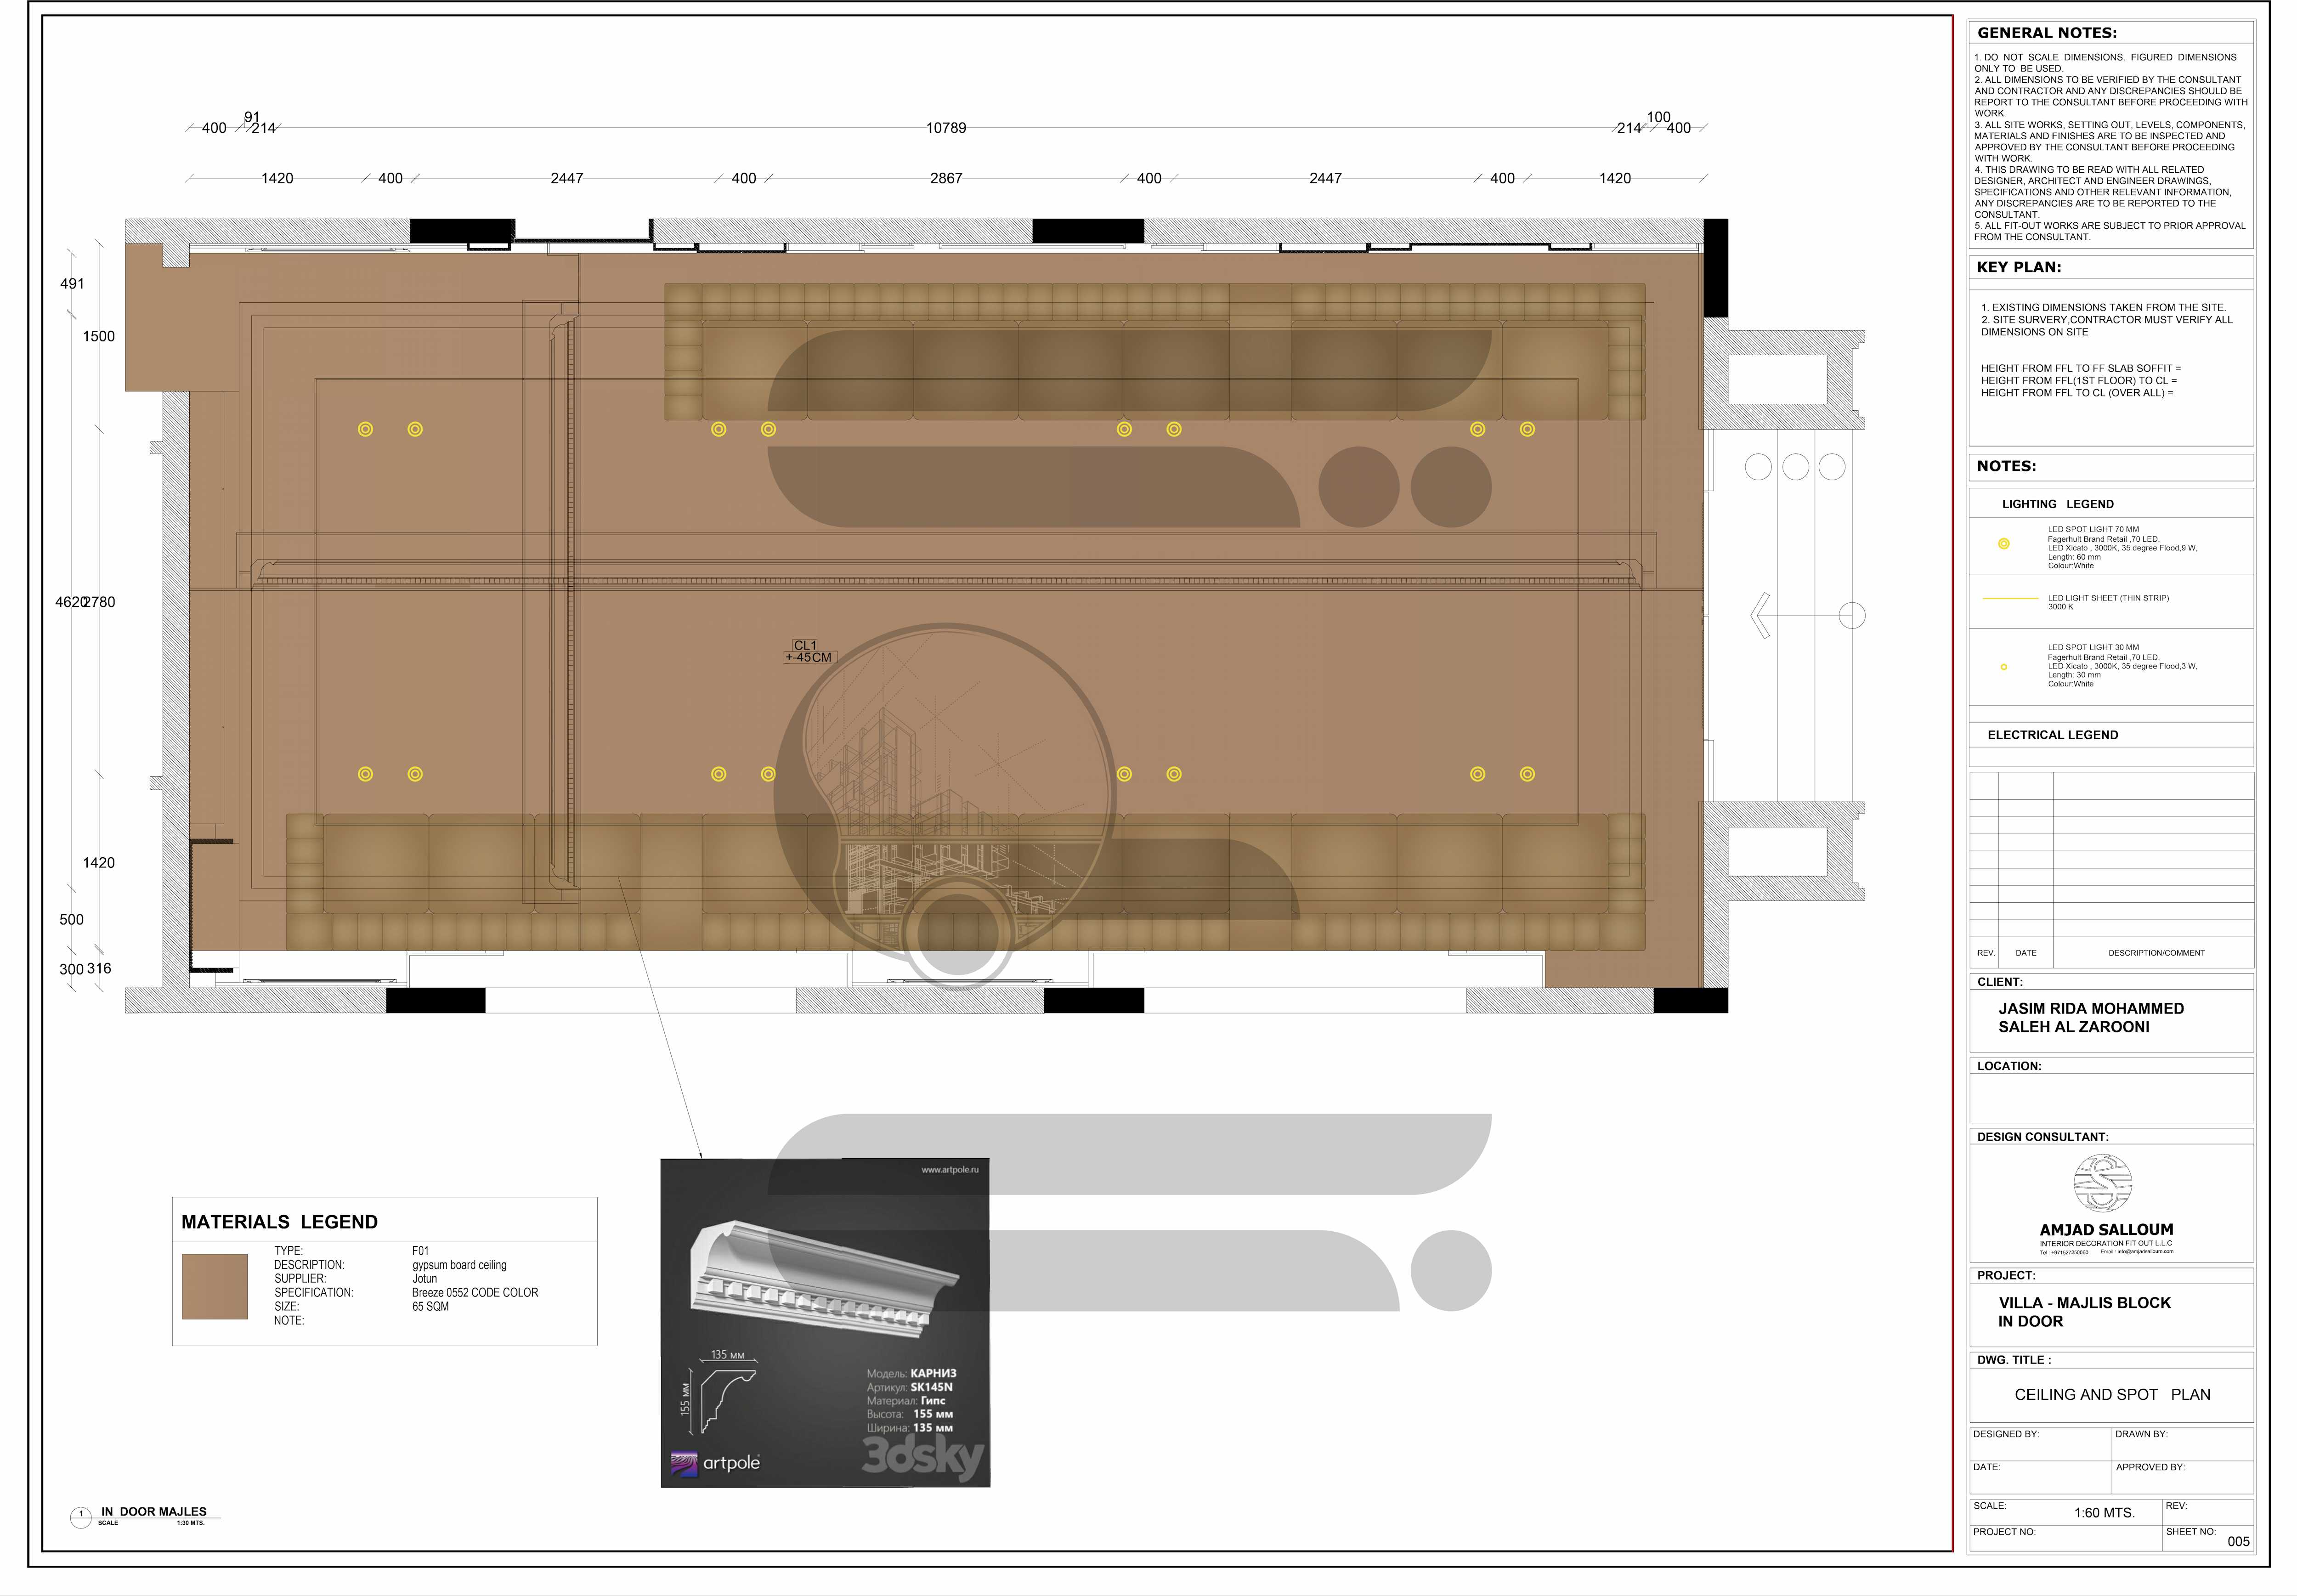 91
400
214
10789
100
214
400
1420
400
2447
400
2867
400
2447
400
1420
491
1500
4620
2780
1420
500
300
316
CL1
+-45CM
www.artpole.ru
135 мм
155 мм
Модель: КАРНИЗ
Артикул: SK145N
Материал: Гипс
Высота: 155 мм
Ширина: 135 мм
artpole
3dsky
MATERIALS LEGEND
TYPE: F01
DESCRIPTION: gypsum board ceiling
SUPPLIER: Jotun
SPECIFICATION: Breeze 0552 CODE COLOR
SIZE: 65 SQM
NOTE:
1
IN DOOR MAJLES
SCALE 1:30 MTS.
GENERAL NOTES:
1. DO NOT SCALE DIMENSIONS. FIGURED DIMENSIONS
ONLY TO BE USED.
2. ALL DIMENSIONS TO BE VERIFIED BY THE CONSULTANT
AND CONTRACTOR AND ANY DISCREPANCIES SHOULD BE
REPORT TO THE CONSULTANT BEFORE PROCEEDING WITH
WORK.
3. ALL SITE WORKS, SETTING OUT, LEVELS, COMPONENTS,
MATERIALS AND FINISHES ARE TO BE INSPECTED AND
APPROVED BY THE CONSULTANT BEFORE PROCEEDING
WITH WORK.
4. THIS DRAWING TO BE READ WITH ALL RELATED
DESIGNER, ARCHITECT AND ENGINEER DRAWINGS,
SPECIFICATIONS AND OTHER RELEVANT INFORMATION,
ANY DISCREPANCIES ARE TO BE REPORTED TO THE
CONSULTANT.
5. ALL FIT-OUT WORKS ARE SUBJECT TO PRIOR APPROVAL
FROM THE CONSULTANT.
KEY PLAN:
1. EXISTING DIMENSIONS TAKEN FROM THE SITE.
2. SITE SURVERY,CONTRACTOR MUST VERIFY ALL
DIMENSIONS ON SITE
HEIGHT FROM FFL TO FF SLAB SOFFIT =
HEIGHT FROM FFL(1ST FLOOR) TO CL =
HEIGHT FROM FFL TO CL (OVER ALL) =
NOTES:
LIGHTING LEGEND
LED SPOT LIGHT 70 MM
Fagerhult Brand Retail ,70 LED,
LED Xicato , 3000K, 35 degree Flood,9 W,
Length: 60 mm
Colour:White
LED LIGHT SHEET (THIN STRIP)
3000 K
LED SPOT LIGHT 30 MM
Fagerhult Brand Retail ,70 LED,
LED Xicato , 3000K, 35 degree Flood,3 W,
Length: 30 mm
Colour:White
ELECTRICAL LEGEND
REV. DATE DESCRIPTION/COMMENT
CLIENT:
JASIM RIDA MOHAMMED
SALEH AL ZAROONI
LOCATION:
DESIGN CONSULTANT:
AMJAD SALLOUM
INTERIOR DECORATION FIT OUT L.L.C
Tel : +971527250080 Email : info@amjadsalloum.com
PROJECT:
VILLA - MAJLIS BLOCK
IN DOOR
DWG. TITLE :
CEILING AND SPOT PLAN
DESIGNED BY: DRAWN BY:
DATE: APPROVED BY:
SCALE: 1:60 MTS. REV:
PROJECT NO: SHEET NO: 005